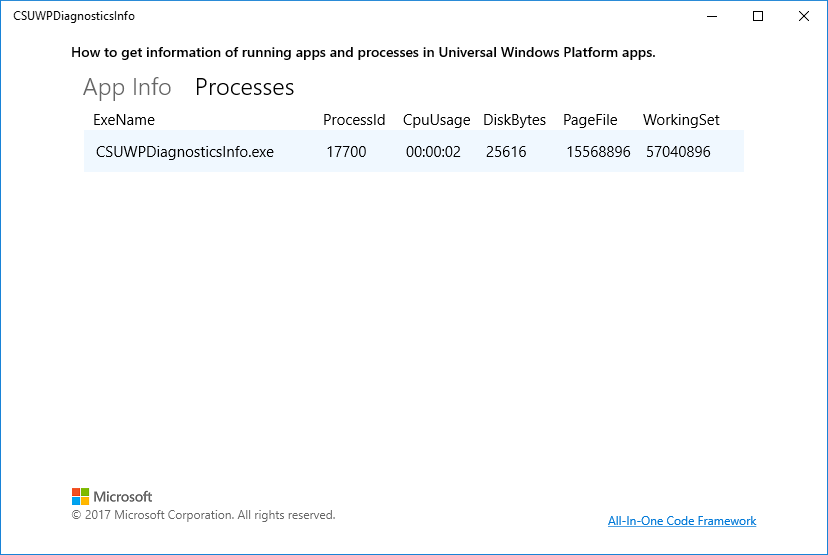 CSUWPDiagnosticsInfo
How to get information of running apps and processes in Universal Windows Platform apps.
App Info Processes
ExeName ProcessId CpuUsage DiskBytes PageFile WorkingSet
CSUWPDiagnosticsInfo.exe 17700 00:00:02 25616 15568896 57040896
Microsoft
© 2017 Microsoft Corporation. All rights reserved.
All-In-One Code Framework